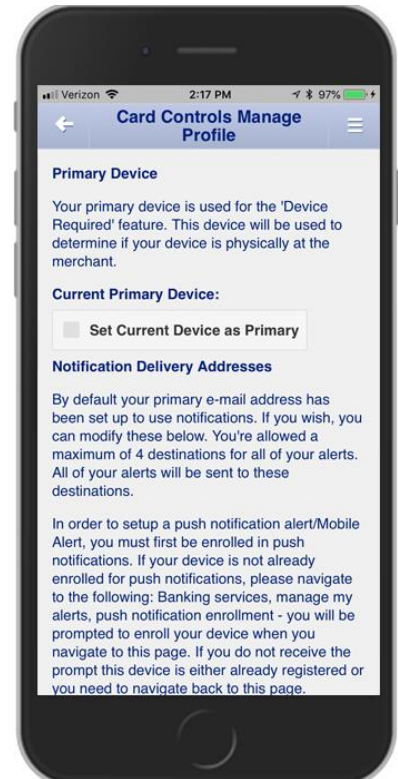 Verizon 2:17 PM 97%
Card Controls Manage
Profile
Primary Device
Your primary device is used for the 'Device
Required' feature. This device will be used to
determine if your device is physically at the
merchant.
Current Primary Device:
Set Current Device as Primary
Notification Delivery Addresses
By default your primary e-mail address has
been set up to use notifications. If you wish, you
can modify these below. You're allowed a
maximum of 4 destinations for all of your alerts.
All of your alerts will be sent to these
destinations.
In order to setup a push notification alert/Mobile
Alert, you must first be enrolled in push
notifications. If your device is not already
enrolled for push notifications, please navigate
to the following: Banking services, manage my
alerts, push notification enrollment - you will be
prompted to enroll your device when you
navigate to this page. If you do not receive the
prompt this device is either already registered or
you need to navigate back to this page.